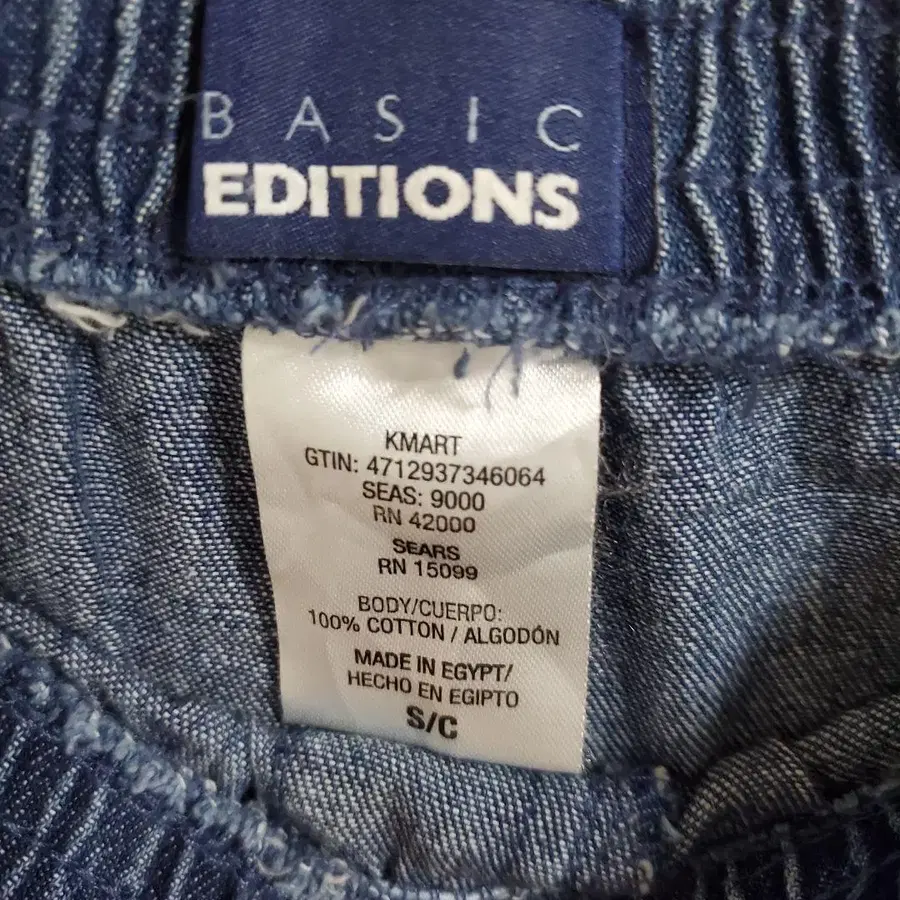 BASIC
EDITIONS
KMART
GTIN: 4712937346064
SEAS: 9000
RN 42000
SEARS
RN 15099
BODY/CUERPO:
100% COTTON / ALGODÓN
MADE IN EGYPT/
HECHO EN EGIPTO
S/C